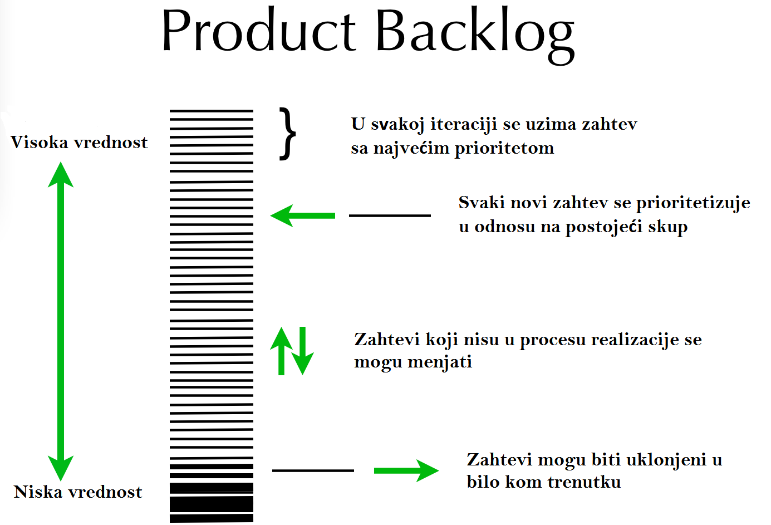 Product Backlog
Visoka vrednost
U svakoj iteraciji se uzima zahtev
sa najvećim prioritetom
Svaki novi zahtev se prioritetizuje
u odnosu na postojeći skup
Zahtevi koji nisu u procesu realizacije se
mogu menjati
Zahtevi mogu biti uklonjeni u
bilo kom trenutku
Niska vrednost